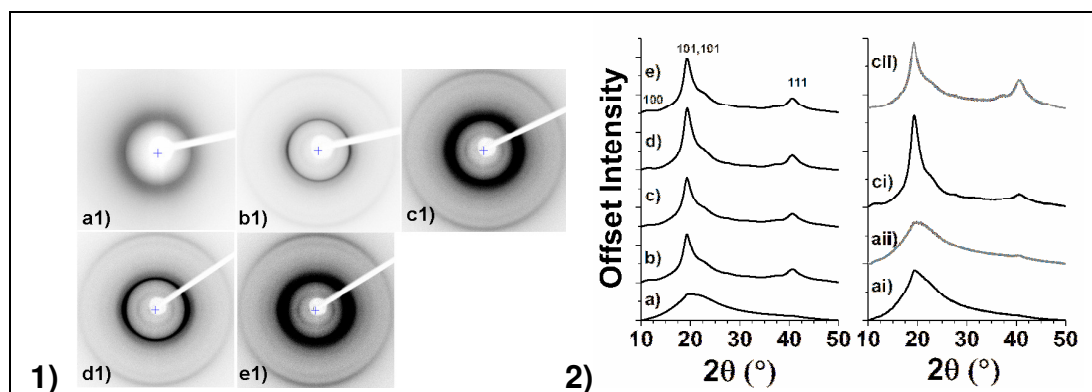 a1)
b1)
c1)
d1)
e1)
1)
Offset Intensity
101,101
100
111
e)
d)
c)
b)
a)
10 20 30 40 50
2θ (°)
cII)
ci)
aii)
ai)
10 20 30 40 50
2θ (°)
2)